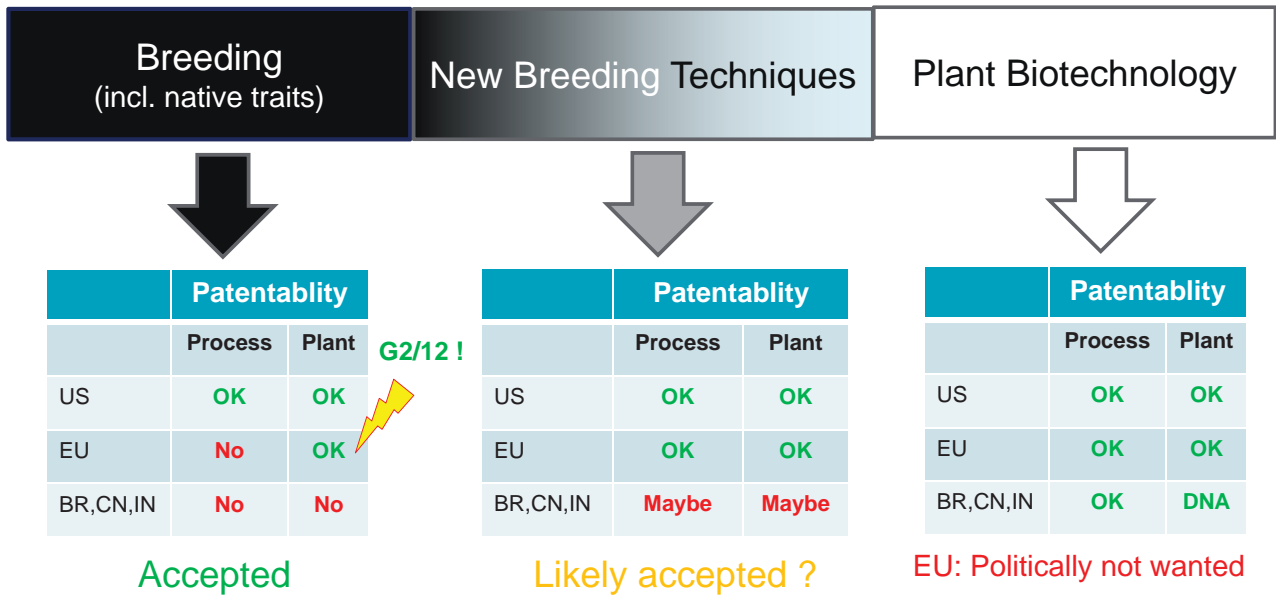 Breeding
(incl. native traits)
New Breeding Techniques
Plant Biotechnology
Patentablity
Process Plant
US OK OK
EU No OK
BR,CN,IN No No
G2/12 !
Accepted
Patentablity
Process Plant
US OK OK
EU OK OK
BR,CN,IN Maybe Maybe
Likely accepted ?
Patentablity
Process Plant
US OK OK
EU OK OK
BR,CN,IN OK DNA
EU: Politically not wanted